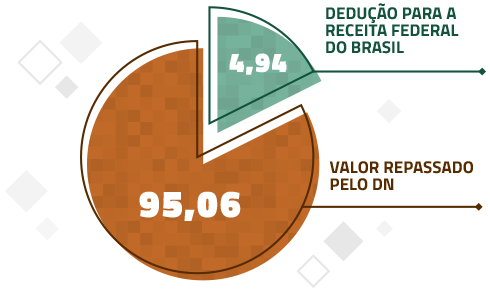 DEDUÇÃO PARA A
RECEITA FEDERAL
DO BRASIL
4,94
VALOR REPASSADO
PELO DN
95,06